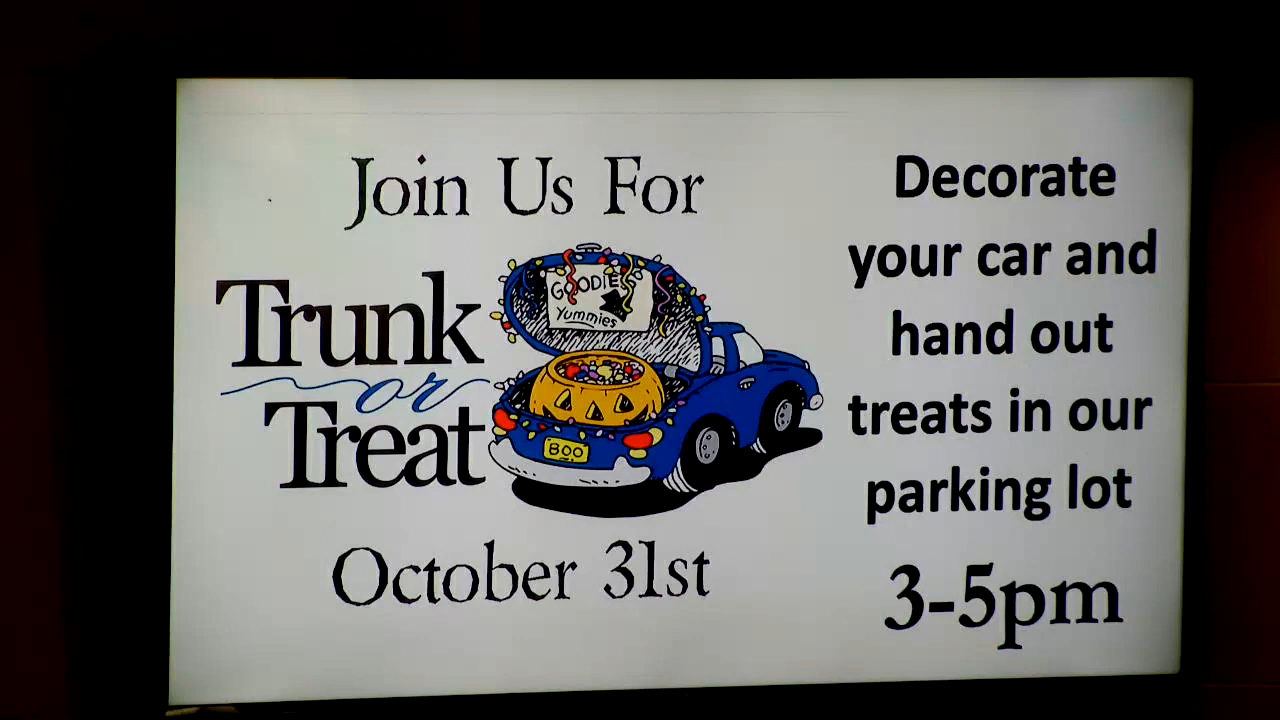 Join Us For
Trunk
or
Treat
GOODIES
Yummies
BOO
October 31st
Decorate
your car and
hand out
treats in our
parking lot
3-5pm